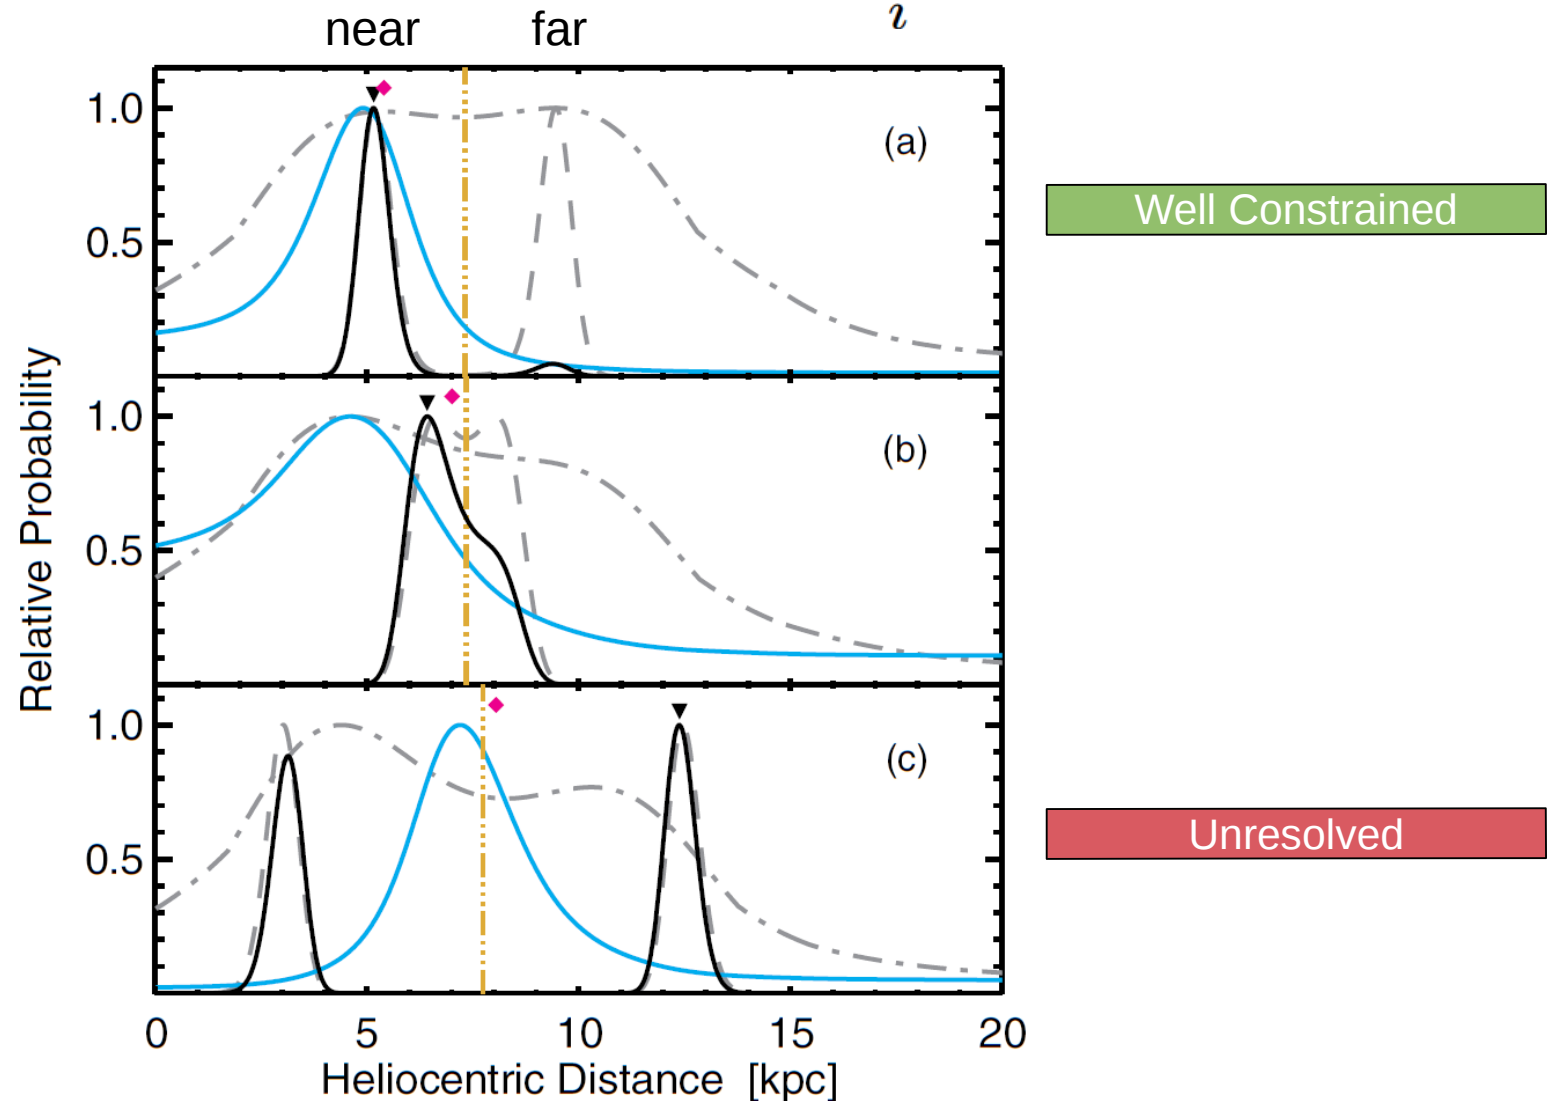 near far
1.0
(a)
Well Constrained
0.5
1.0
(b)
0.5
Relative Probability
1.0
(c)
Unresolved
0.5
0 5 10 15 20
Heliocentric Distance [kpc]